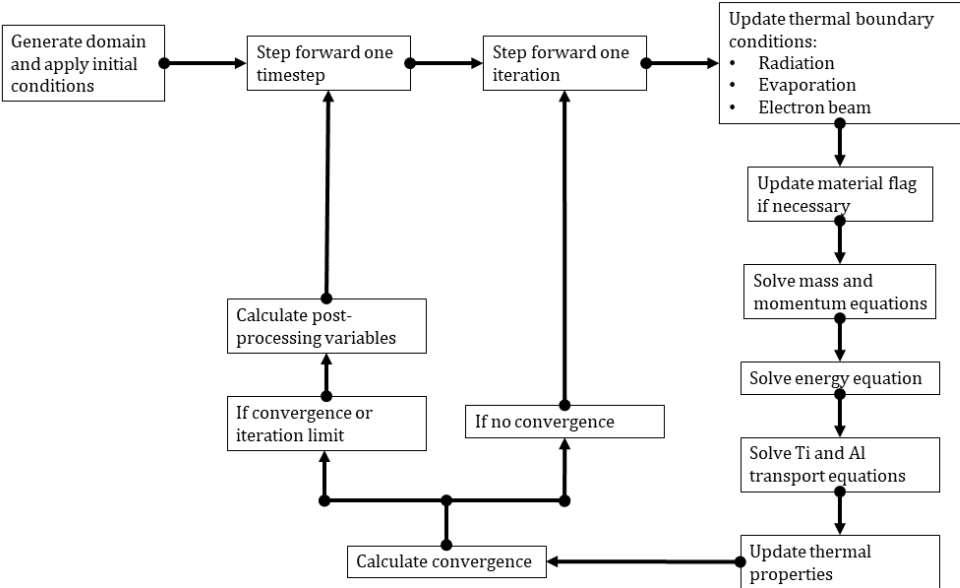 Generate domain
and apply initial
conditions
Step forward one
timestep
Step forward one
iteration
Update thermal boundary
conditions:
• Radiation
• Evaporation
• Electron beam
Update material flag
if necessary
Solve mass and
momentum equations
Solve energy equation
Solve Ti and Al
transport equations
Update thermal
properties
Calculate convergence
If no convergence
If convergence or
iteration limit
Calculate post-
processing variables